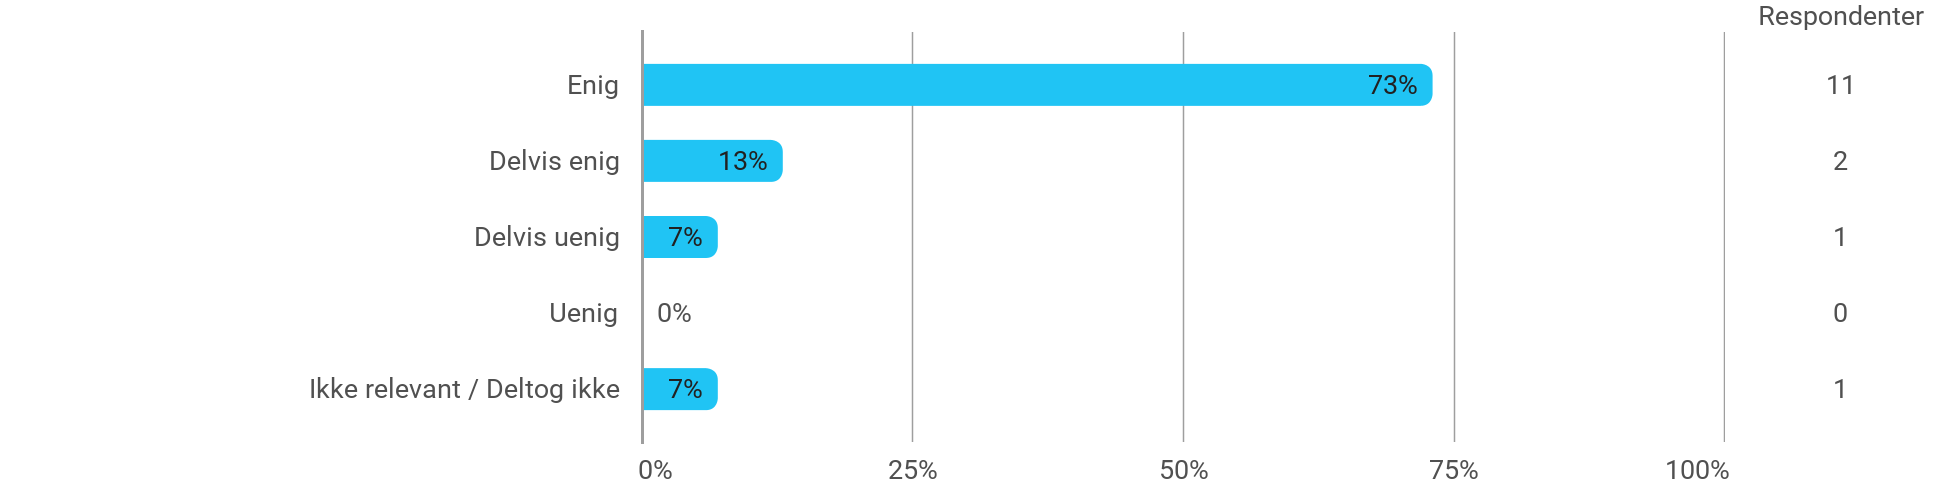 Respondenter
Enig 73% 11
Delvis enig 13% 2
Delvis uenig 7% 1
Uenig 0% 0
Ikke relevant / Deltog ikke 7% 1
0% 25% 50% 75% 100%